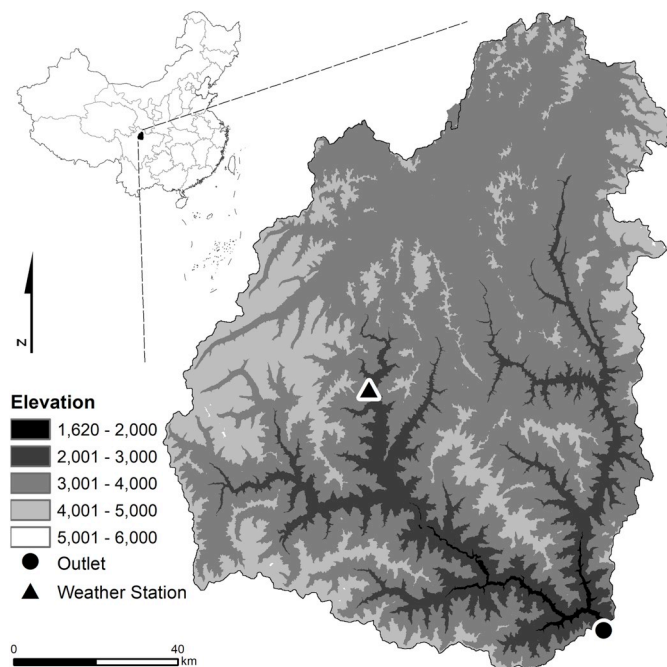 N
Elevation
1,620 - 2,000
2,001 - 3,000
3,001 - 4,000
4,001 - 5,000
5,001 - 6,000
Outlet
Weather Station
0 40
km